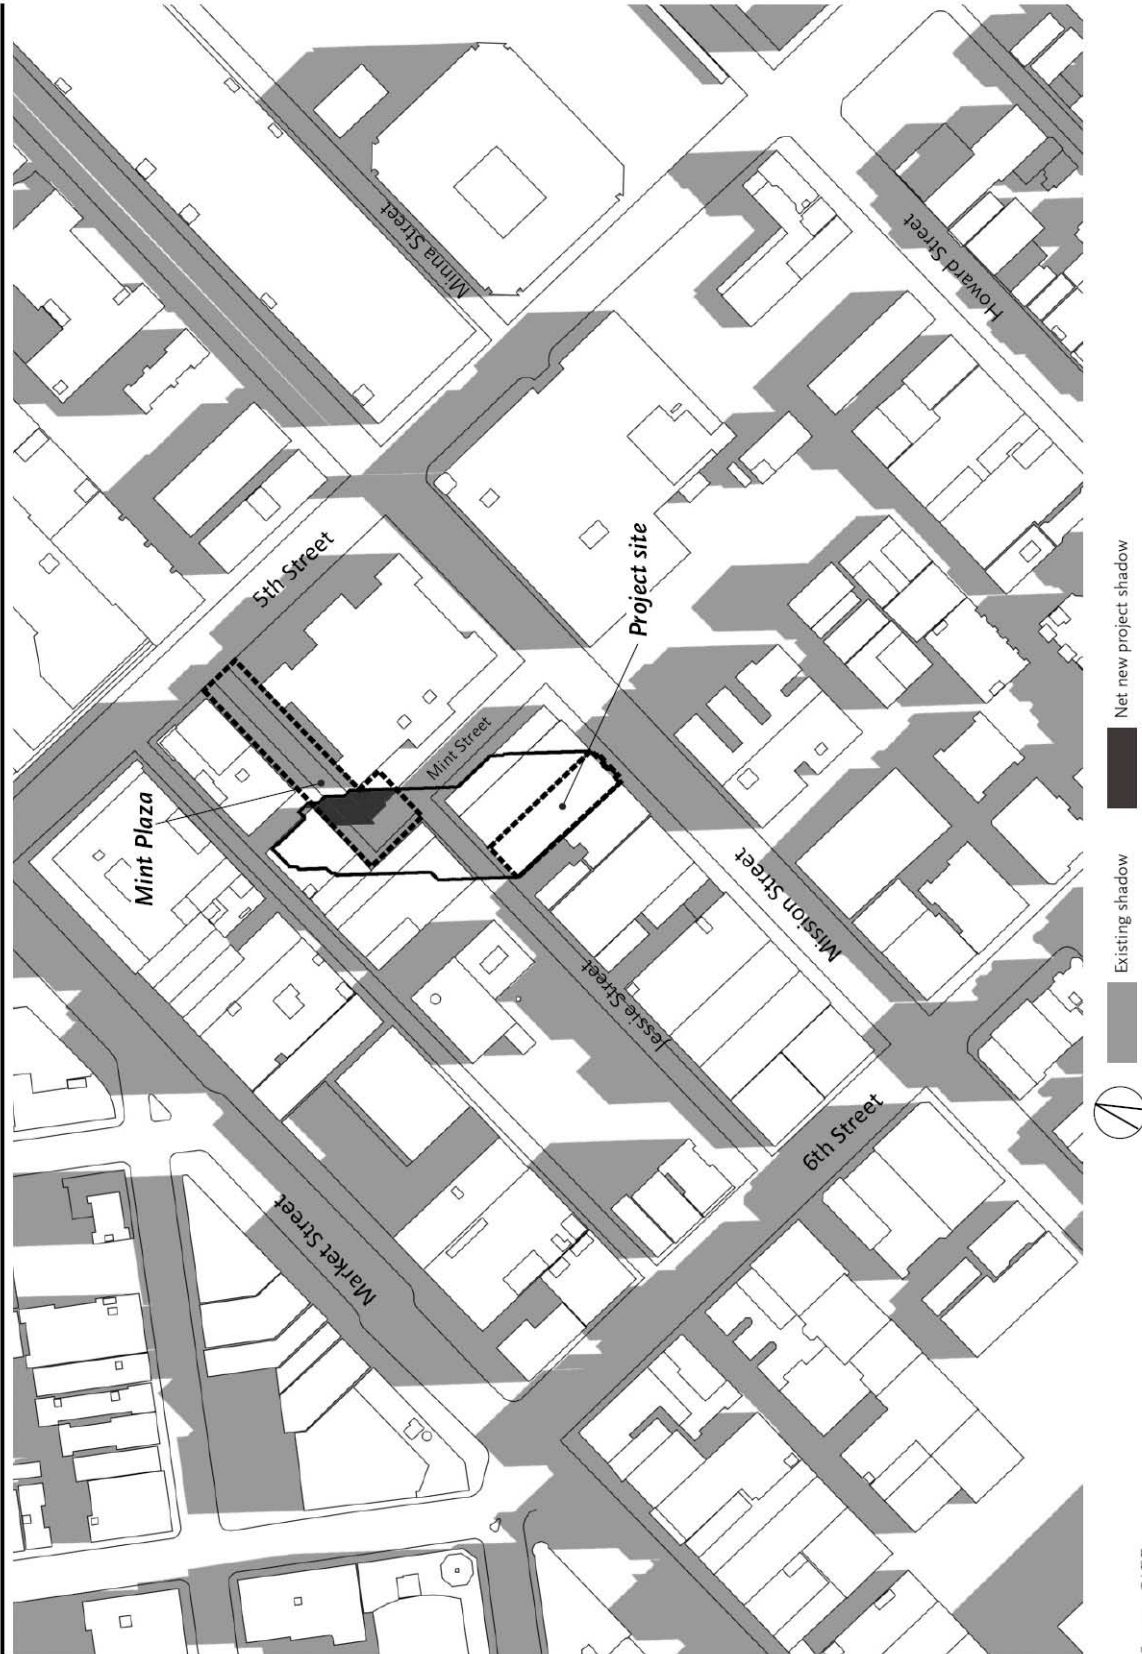 Minna Street
Howard Street
5th Street
Project site
Mint Street
Mint Plaza
Mission Street
Jessie Street
6th Street
Market Street
Existing shadow
Net new project shadow